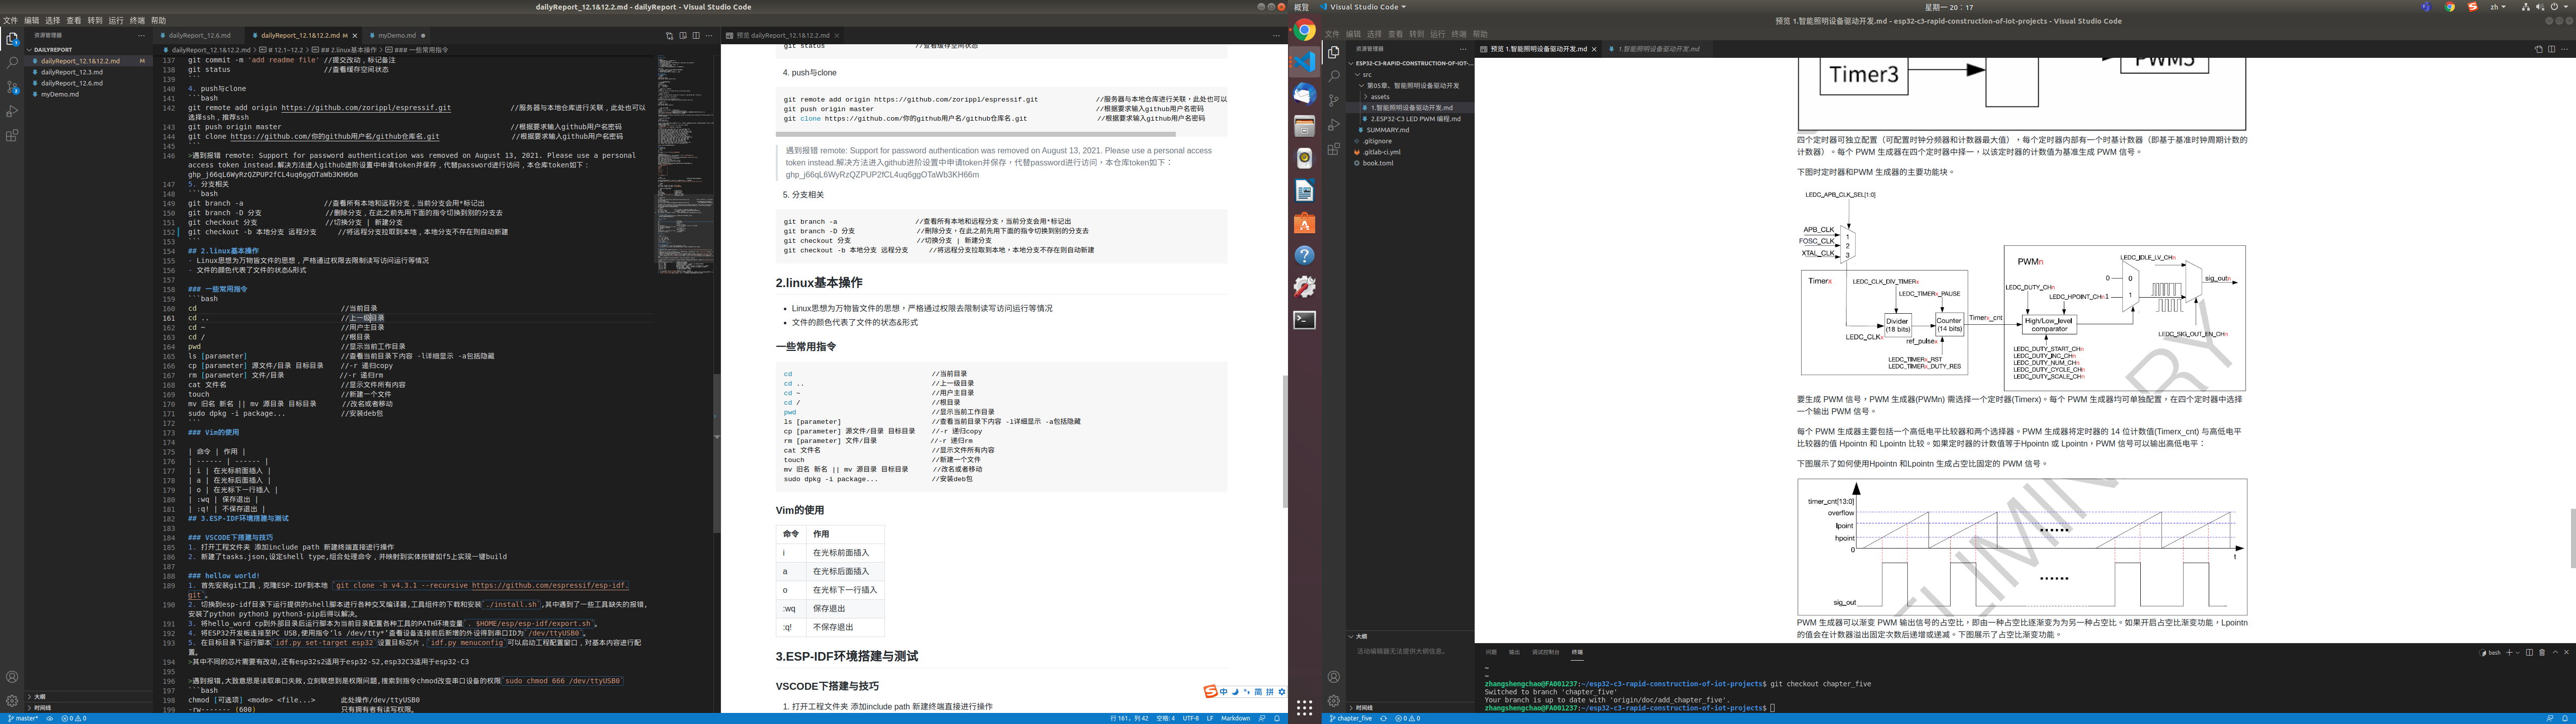 dailyReport_12.1&12.2.md - dailyReport - Visual Studio Code
文件 编辑 选择 查看 转到 运行 终端 帮助
资源管理器
DAILYREPORT
dailyReport_12.1&12.2.md M
dailyReport_12.3.md
dailyReport_12.6.md
myDemo.md
大纲
时间线
dailyReport_12.6.md
dailyReport_12.1&12.2.md M
myDemo.md
dailyReport_12.1&12.2.md > # 12.1~12.2 > ## 2.linux基本操作 > ### 一些常用指令
137 git commit -m 'add readme file' //提交改动，标记备注
138 git status //查看缓存空间状态
139 ```
140 4. push与clone
141 ```bash
142 git remote add origin https://github.com/zorippl/espressif.git //服务器与本地仓库进行关联，此处也可以
选择ssh，推荐ssh
143 git push origin master //根据要求输入github用户名密码
144 git clone https://github.com/你的github用户名/github仓库名.git //根据要求输入github用户名密码
145 ```
146 >遇到报错 remote: Support for password authentication was removed on August 13, 2021. Please use a personal
access token instead.解决方法进入github进阶设置中申请token并保存，代替password进行访问，本仓库token如下：
147 5. 分支相关
148 ```bash
149 git branch -a //查看所有本地和远程分支，当前分支会用*标记出
150 git branch -D 分支 //删除分支，在此之前先用下面的指令切换到别的分支去
151 git checkout 分支 //切换分支 | 新建分支
152 git checkout -b 本地分支 远程分支 //将远程分支拉取到本地，本地分支不存在则自动新建
153 ```
154 ## 2.linux基本操作
155 - Linux思想为万物皆文件的思想，严格通过权限去限制读写访问运行等情况
156 - 文件的颜色代表了文件的状态&形式
157
158 ### 一些常用指令
159 ```bash
160 cd //当前目录
161 cd .. //上一级目录
162 cd ~ //用户主目录
163 cd / //根目录
164 pwd //显示当前工作目录
165 ls [parameter] //查看当前目录下内容 -l详细显示 -a包括隐藏
166 cp [parameter] 源文件/目录 目标目录 //-r 递归copy
167 rm [parameter] 文件/目录 //-r 递归rm
168 cat 文件名 //显示文件所有内容
169 touch //新建一个文件
170 mv 旧名 新名 || mv 源目录 目标目录 //改名或者移动
171 sudo dpkg -i package... //安装deb包
172 ```
173 ### Vim的使用
174
175 | 命令 | 作用 |
176 | ------ | ------ |
177 | i | 在光标前面插入 |
178 | a | 在光标后面插入 |
179 | o | 在光标下一行插入 |
180 | :wq | 保存退出 |
181 | :q! | 不保存退出 |
182 ## 3.ESP-IDF环境搭建与测试
183
184 ### VSCODE下搭建与技巧
185 1. 打开工程文件夹 添加include path 新建终端直接进行操作
186 2. 新建了tasks.json,设定shell type,组合处理命令，并映射到实体按键如f5上实现一键build
187
188 ### hellow world!
189 1. 首先安装git工具，克隆ESP-IDF到本地 `git clone -b v4.3.1 --recursive https://github.com/espressif/esp-idf.
git`。
190 2. 切换到esp-idf目录下运行提供的shell脚本进行各种交叉编译器,工具组件的下载和安装`./install.sh`,其中遇到了一些工具缺失的报错,
安装了python python3 python3-pip后得以解决。
191 3. 将hello_word cp到外部目录后运行脚本为当前目录配置各种工具的PATH环境变量`. $HOME/esp/esp-idf/export.sh`。
192 4. 将ESP32开发板连接至PC USB,使用指令'ls /dev/tty*'查看设备连接前后新增的外设得到串口ID为`/dev/ttyUSB0`。
193 5. 在目标目录下运行脚本`idf.py set-target esp32`设置目标芯片，`idf.py menuconfig`可以启动工程配置窗口，对基本内容进行配
置。
194 >其中不同的芯片需要有改动,还有esp32s2适用于esp32-S2,esp32C3适用于esp32-C3
195
196 >遇到报错,大致意思是读取串口失败,立刻联想到是权限问题,搜索到指令chmod改变串口设备的权限`sudo chmod 666 /dev/ttyUSB0`
197 ```bash
198 chmod [可选项] <mode> <file...> 此处操作/dev/ttyUSB0
199 -rw------- (600) 只有拥有者有读写权限。
master* 0 0
行 161，列 42 空格: 4 UTF-8 LF Markdown
预览 dailyReport_12.1&12.2.md
git status //查看缓存空间状态
4. push与clone
git remote add origin https://github.com/zorippl/espressif.git //服务器与本地仓库进行关联，此处也可以
git push origin master //根据要求输入github用户名密码
git clone https://github.com/你的github用户名/github仓库名.git //根据要求输入github用户名密码
遇到报错 remote: Support for password authentication was removed on August 13, 2021. Please use a personal access
token instead.解决方法进入github进阶设置中申请token并保存，代替password进行访问，本仓库token如下：
5. 分支相关
git branch -a //查看所有本地和远程分支，当前分支会用*标记出
git branch -D 分支 //删除分支，在此之前先用下面的指令切换到别的分支去
git checkout 分支 //切换分支 | 新建分支
git checkout -b 本地分支 远程分支 //将远程分支拉取到本地，本地分支不存在则自动新建
2.linux基本操作
• Linux思想为万物皆文件的思想，严格通过权限去限制读写访问运行等情况
• 文件的颜色代表了文件的状态&形式
一些常用指令
cd //当前目录
cd .. //上一级目录
cd ~ //用户主目录
cd / //根目录
pwd //显示当前工作目录
ls [parameter] //查看当前目录下内容 -l详细显示 -a包括隐藏
cp [parameter] 源文件/目录 目标目录 //-r 递归copy
rm [parameter] 文件/目录 //-r 递归rm
cat 文件名 //显示文件所有内容
touch //新建一个文件
mv 旧名 新名 || mv 源目录 目标目录 //改名或者移动
sudo dpkg -i package... //安装deb包
Vim的使用
命令 作用
i 在光标前面插入
a 在光标后面插入
o 在光标下一行插入
:wq 保存退出
:q! 不保存退出
3.ESP-IDF环境搭建与测试
VSCODE下搭建与技巧
1. 打开工程文件夹 添加include path 新建终端直接进行操作
中 简 拼
概览 Visual Studio Code
星期一 20：17
zh
预览 1.智能照明设备驱动开发.md - esp32-c3-rapid-construction-of-iot-projects - Visual Studio Code
文件 编辑 选择 查看 转到 运行 终端 帮助
资源管理器
ESP32-C3-RAPID-CONSTRUCTION-OF-IOT-...
src
第05章、智能照明设备驱动开发
assets
1.智能照明设备驱动开发.md
2.ESP32-C3 LED PWM 编程.md
SUMMARY.md
.gitignore
.gitlab-ci.yml
book.toml
大纲
活动编辑器无法提供大纲信息。
时间线
预览 1.智能照明设备驱动开发.md
1.智能照明设备驱动开发.md
Timer3
PWM5
四个定时器可独立配置（可配置时钟分频器和计数器最大值），每个定时器内部有一个时基计数器（即基于基准时钟周期计数的
计数器）。每个 PWM 生成器在四个定时器中择一，以该定时器的计数值为基准生成 PWM 信号。
下图时定时器和PWM 生成器的主要功能块。
LEDC_APB_CLK_SEL[1:0]
APB_CLK
FOSC_CLK
XTAL_CLK
1
2
3
Timerx
LEDC_CLK_DIV_TIMERx
LEDC_TIMERx_PAUSE
Divider
(18 bits)
Counter
(14 bits)
LEDC_CLKx
ref_pulsex
LEDC_TIMERx_RST
LEDC_TIMERx_DUTY_RES
Timerx_cnt
PWMn
LEDC_IDLE_LV_CHn
0
0
1
sig_outn
LEDC_DUTY_CHn
LEDC_HPOINT_CHn
1
High/Low_level
comparator
LEDC_SIG_OUT_EN_CHn
LEDC_DUTY_START_CHn
LEDC_DUTY_INC_CHn
LEDC_DUTY_NUM_CHn
LEDC_DUTY_CYCLE_CHn
LEDC_DUTY_SCALE_CHn
要生成 PWM 信号，PWM 生成器(PWMn) 需选择一个定时器(Timerx)。每个 PWM 生成器均可单独配置，在四个定时器中选择
一个输出 PWM 信号。
每个 PWM 生成器主要包括一个高低电平比较器和两个选择器。PWM 生成器将定时器的 14 位计数值(Timerx_cnt) 与高低电平
比较器的值 Hpointn 和 Lpointn 比较。如果定时器的计数值等于Hpointn 或 Lpointn，PWM 信号可以输出高低电平：
下图展示了如何使用Hpointn 和Lpointn 生成占空比固定的 PWM 信号。
timer_cnt[13:0]
overflow
lpoint
hpoint
0
t
sig_out
PWM 生成器可以渐变 PWM 输出信号的占空比，即由一种占空比逐渐变为为另一种占空比。如果开启占空比渐变功能，Lpointn
的值会在计数器溢出固定次数后递增或递减。下图展示了占空比渐变功能。
问题 输出 调试控制台 终端
bash
~
~
zhangshengchao@FA001237:~/esp32-c3-rapid-construction-of-iot-projects$ git checkout chapter_five
Switched to branch 'chapter_five'
Your branch is up to date with 'origin/doc/add_chapter_five'.
zhangshengchao@FA001237:~/esp32-c3-rapid-construction-of-iot-projects$
chapter_five 0 0